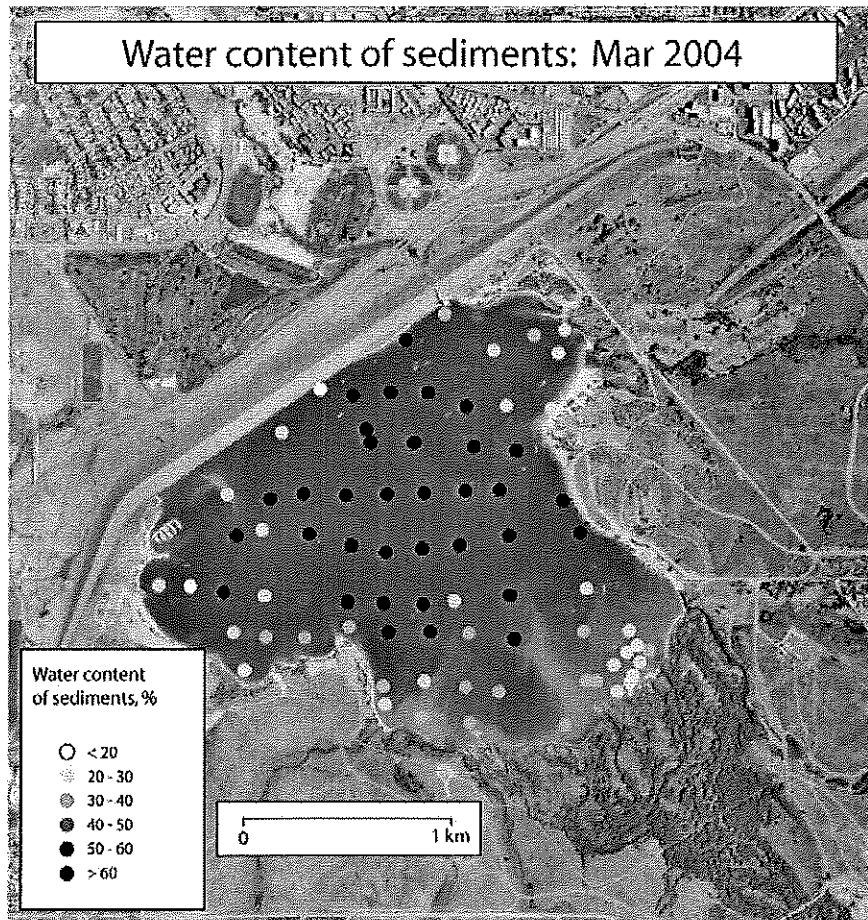 Water content of sediments: Mar 2004
Water content
of sediments, %
< 20
20 - 30
30 - 40
40 - 50
50 - 60
> 60
0 1 km